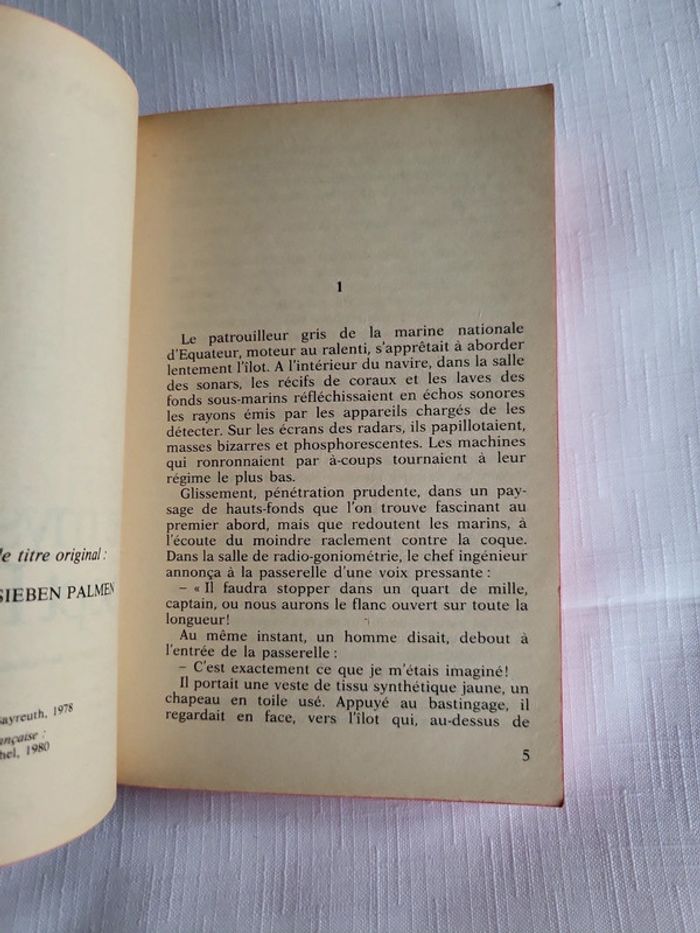 le titre original :
SIEBEN PALMEN
ayreuth, 1978
ançaise :
hel, 1980
1
Le patrouilleur gris de la marine nationale
d'Equateur, moteur au ralenti, s'apprêtait à aborder
lentement l'îlot. A l'intérieur du navire, dans la salle
des sonars, les récifs de coraux et les laves des
fonds sous-marins réfléchissaient en échos sonores
les rayons émis par les appareils chargés de les
détecter. Sur les écrans des radars, ils papillotaient,
masses bizarres et phosphorescentes. Les machines
qui ronronnaient par à-coups tournaient à leur
régime le plus bas.
Glissement, pénétration prudente, dans un pay-
sage de hauts-fonds que l'on trouve fascinant au
premier abord, mais que redoutent les marins, à
l'écoute du moindre raclement contre la coque.
Dans la salle de radio-goniométrie, le chef ingénieur
annonça à la passerelle d'une voix pressante :
– « Il faudra stopper dans un quart de mille,
captain, ou nous aurons le flanc ouvert sur toute la
longueur!
Au même instant, un homme disait, debout à
l'entrée de la passerelle :
– C'est exactement ce que je m'étais imaginé!
Il portait une veste de tissu synthétique jaune, un
chapeau en toile usé. Appuyé au bastingage, il
regardait en face, vers l'îlot qui, au-dessus de
5